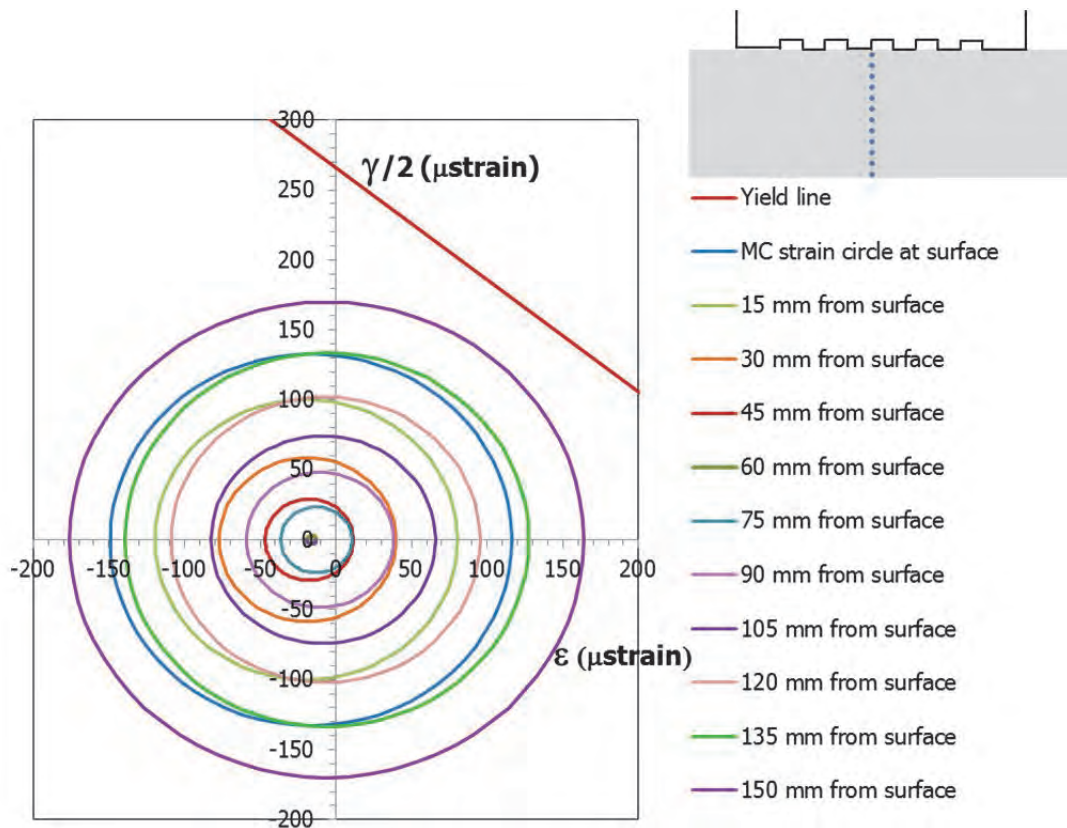 300
γ/2 (μstrain)
250
200
150
100
50
0
-200
-150
-100
-50
0
50
100
150
200
-50
ε (μstrain)
-100
-150
-200
Yield line
MC strain circle at surface
15 mm from surface
30 mm from surface
45 mm from surface
60 mm from surface
75 mm from surface
90 mm from surface
105 mm from surface
120 mm from surface
135 mm from surface
150 mm from surface